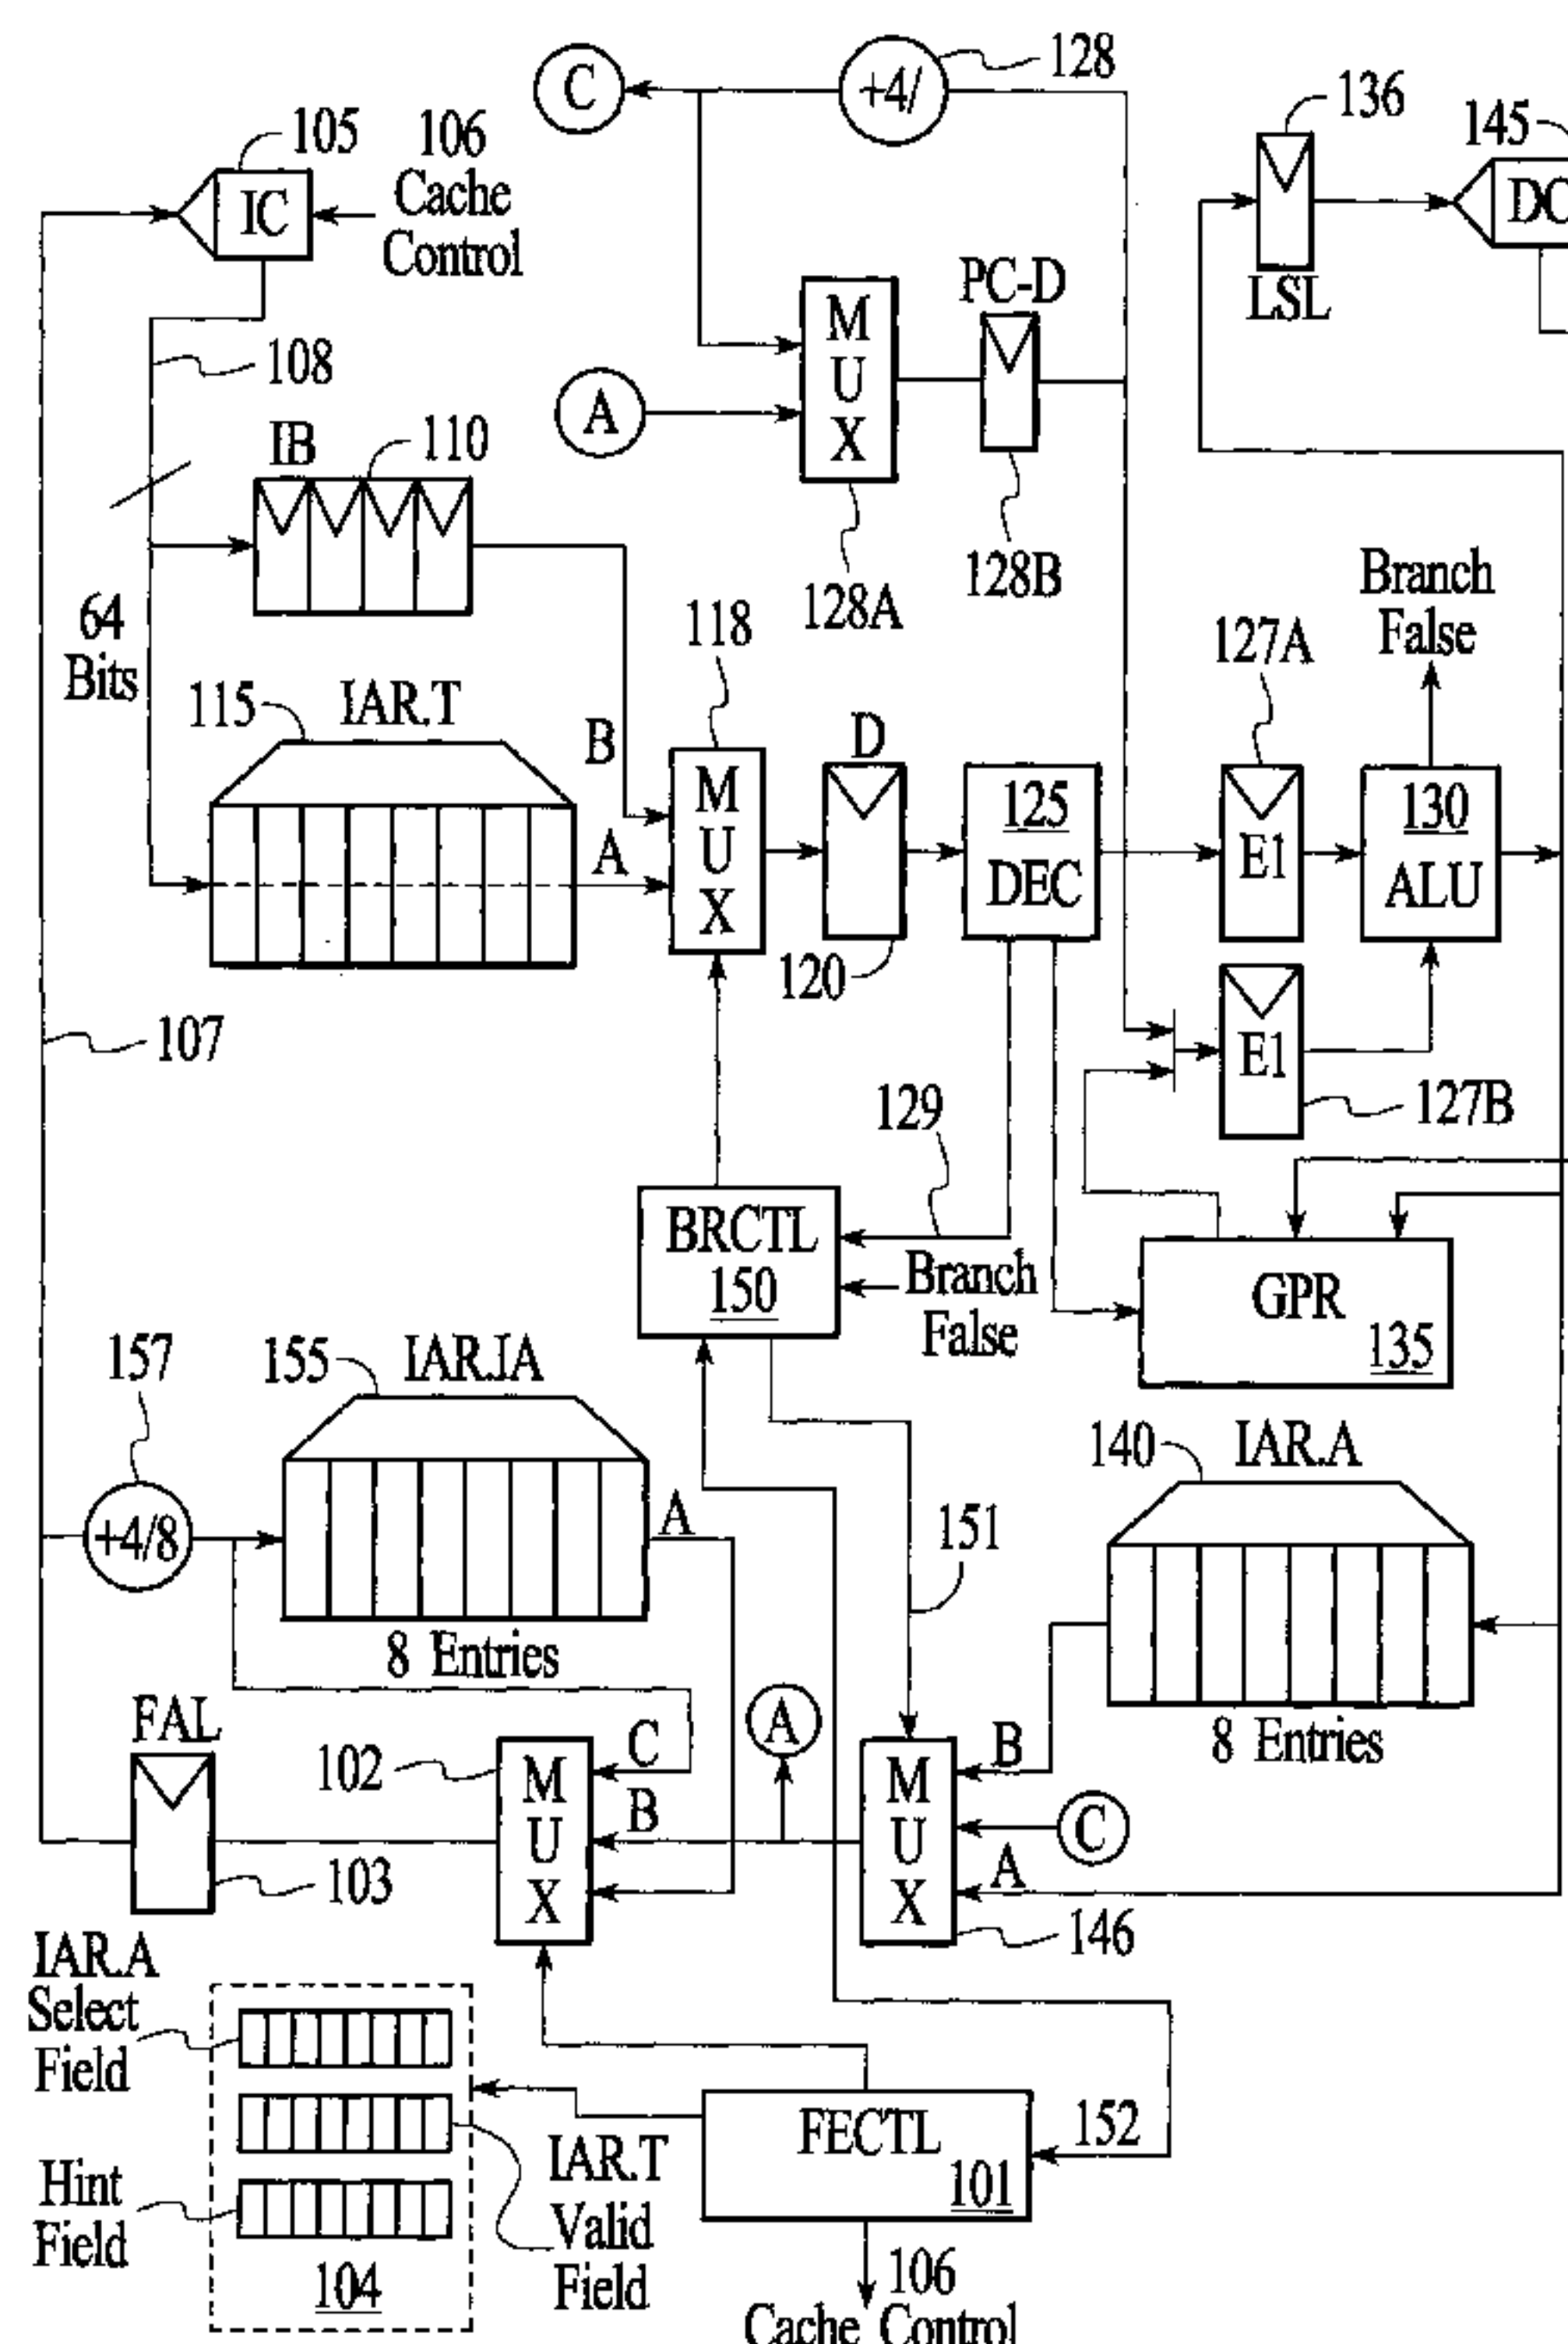 C
+4/
128
136
145
105
106
Cache
Control
IC
DC
LSL
PC-D
M
U
X
108
A
IB
110
128A
128B
64
Bits
118
127A
Branch
False
115
IAR.T
B
A
M
U
X
D
120
125
DEC
E1
130
ALU
107
E1
127B
129
BRCTL
150
Branch
False
GPR
135
157
155
IAR.IA
140
IAR.A
+4/8
A
151
8 Entries
8 Entries
FAL
102
C
B
M
U
X
A
M
U
X
B
C
A
103
146
IAR.A
Select
Field
Hint
Field
104
IAR.T
Valid
Field
FECTL
101
152
106
Cache Control